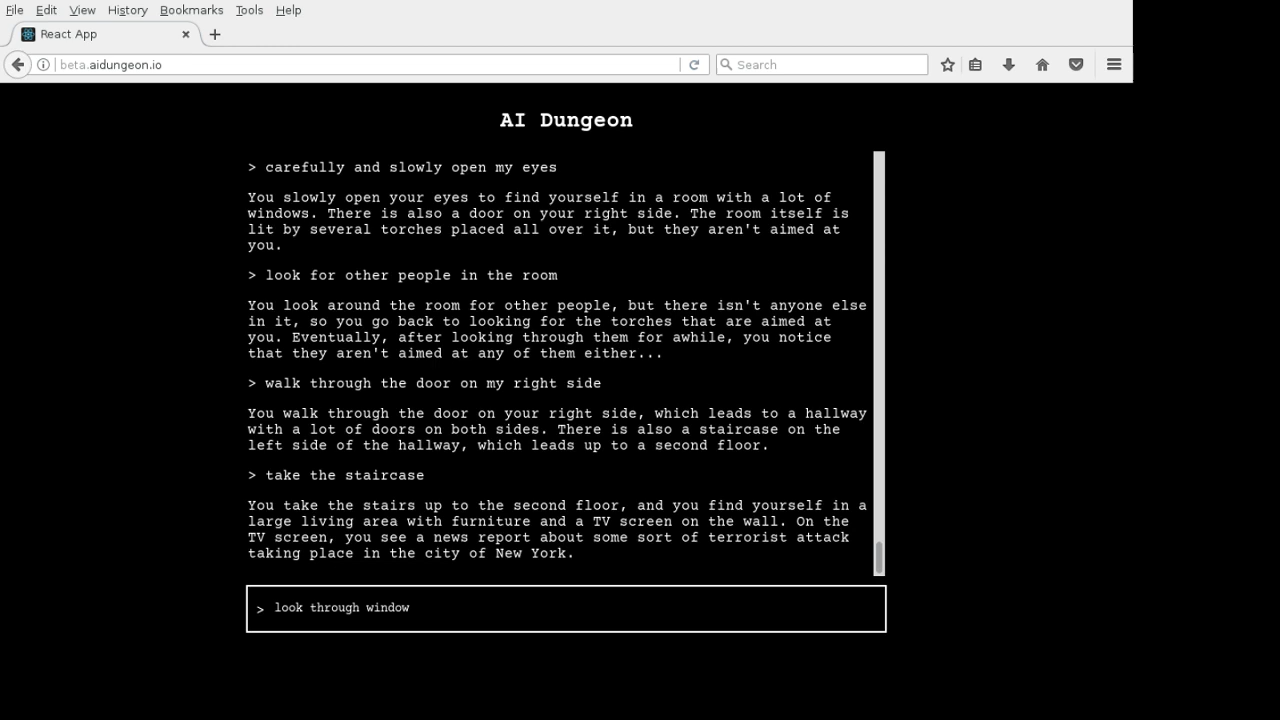 File Edit View History Bookmarks Tools Help
React App
beta.aidungeon.io
Search
AI Dungeon
> carefully and slowly open my eyes
You slowly open your eyes to find yourself in a room with a lot of
windows. There is also a door on your right side. The room itself is
lit by several torches placed all over it, but they aren't aimed at
you.
> look for other people in the room
You look around the room for other people, but there isn't anyone else
in it, so you go back to looking for the torches that are aimed at
you. Eventually, after looking through them for awhile, you notice
that they aren't aimed at any of them either...
> walk through the door on my right side
You walk through the door on your right side, which leads to a hallway
with a lot of doors on both sides. There is also a staircase on the
left side of the hallway, which leads up to a second floor.
> take the staircase
You take the stairs up to the second floor, and you find yourself in a
large living area with furniture and a TV screen on the wall. On the
TV screen, you see a news report about some sort of terrorist attack
taking place in the city of New York.
> look through window